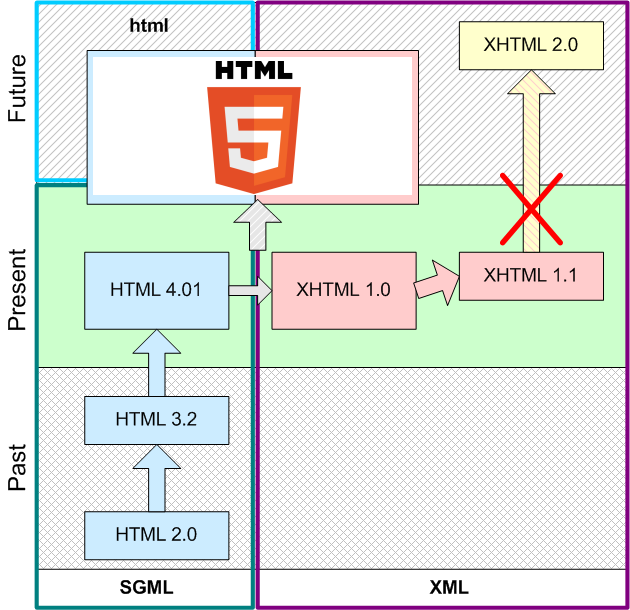 html
XHTML 2.0
HTML
5
Future
HTML 4.01
XHTML 1.0
XHTML 1.1
Present
HTML 3.2
HTML 2.0
Past
SGML
XML